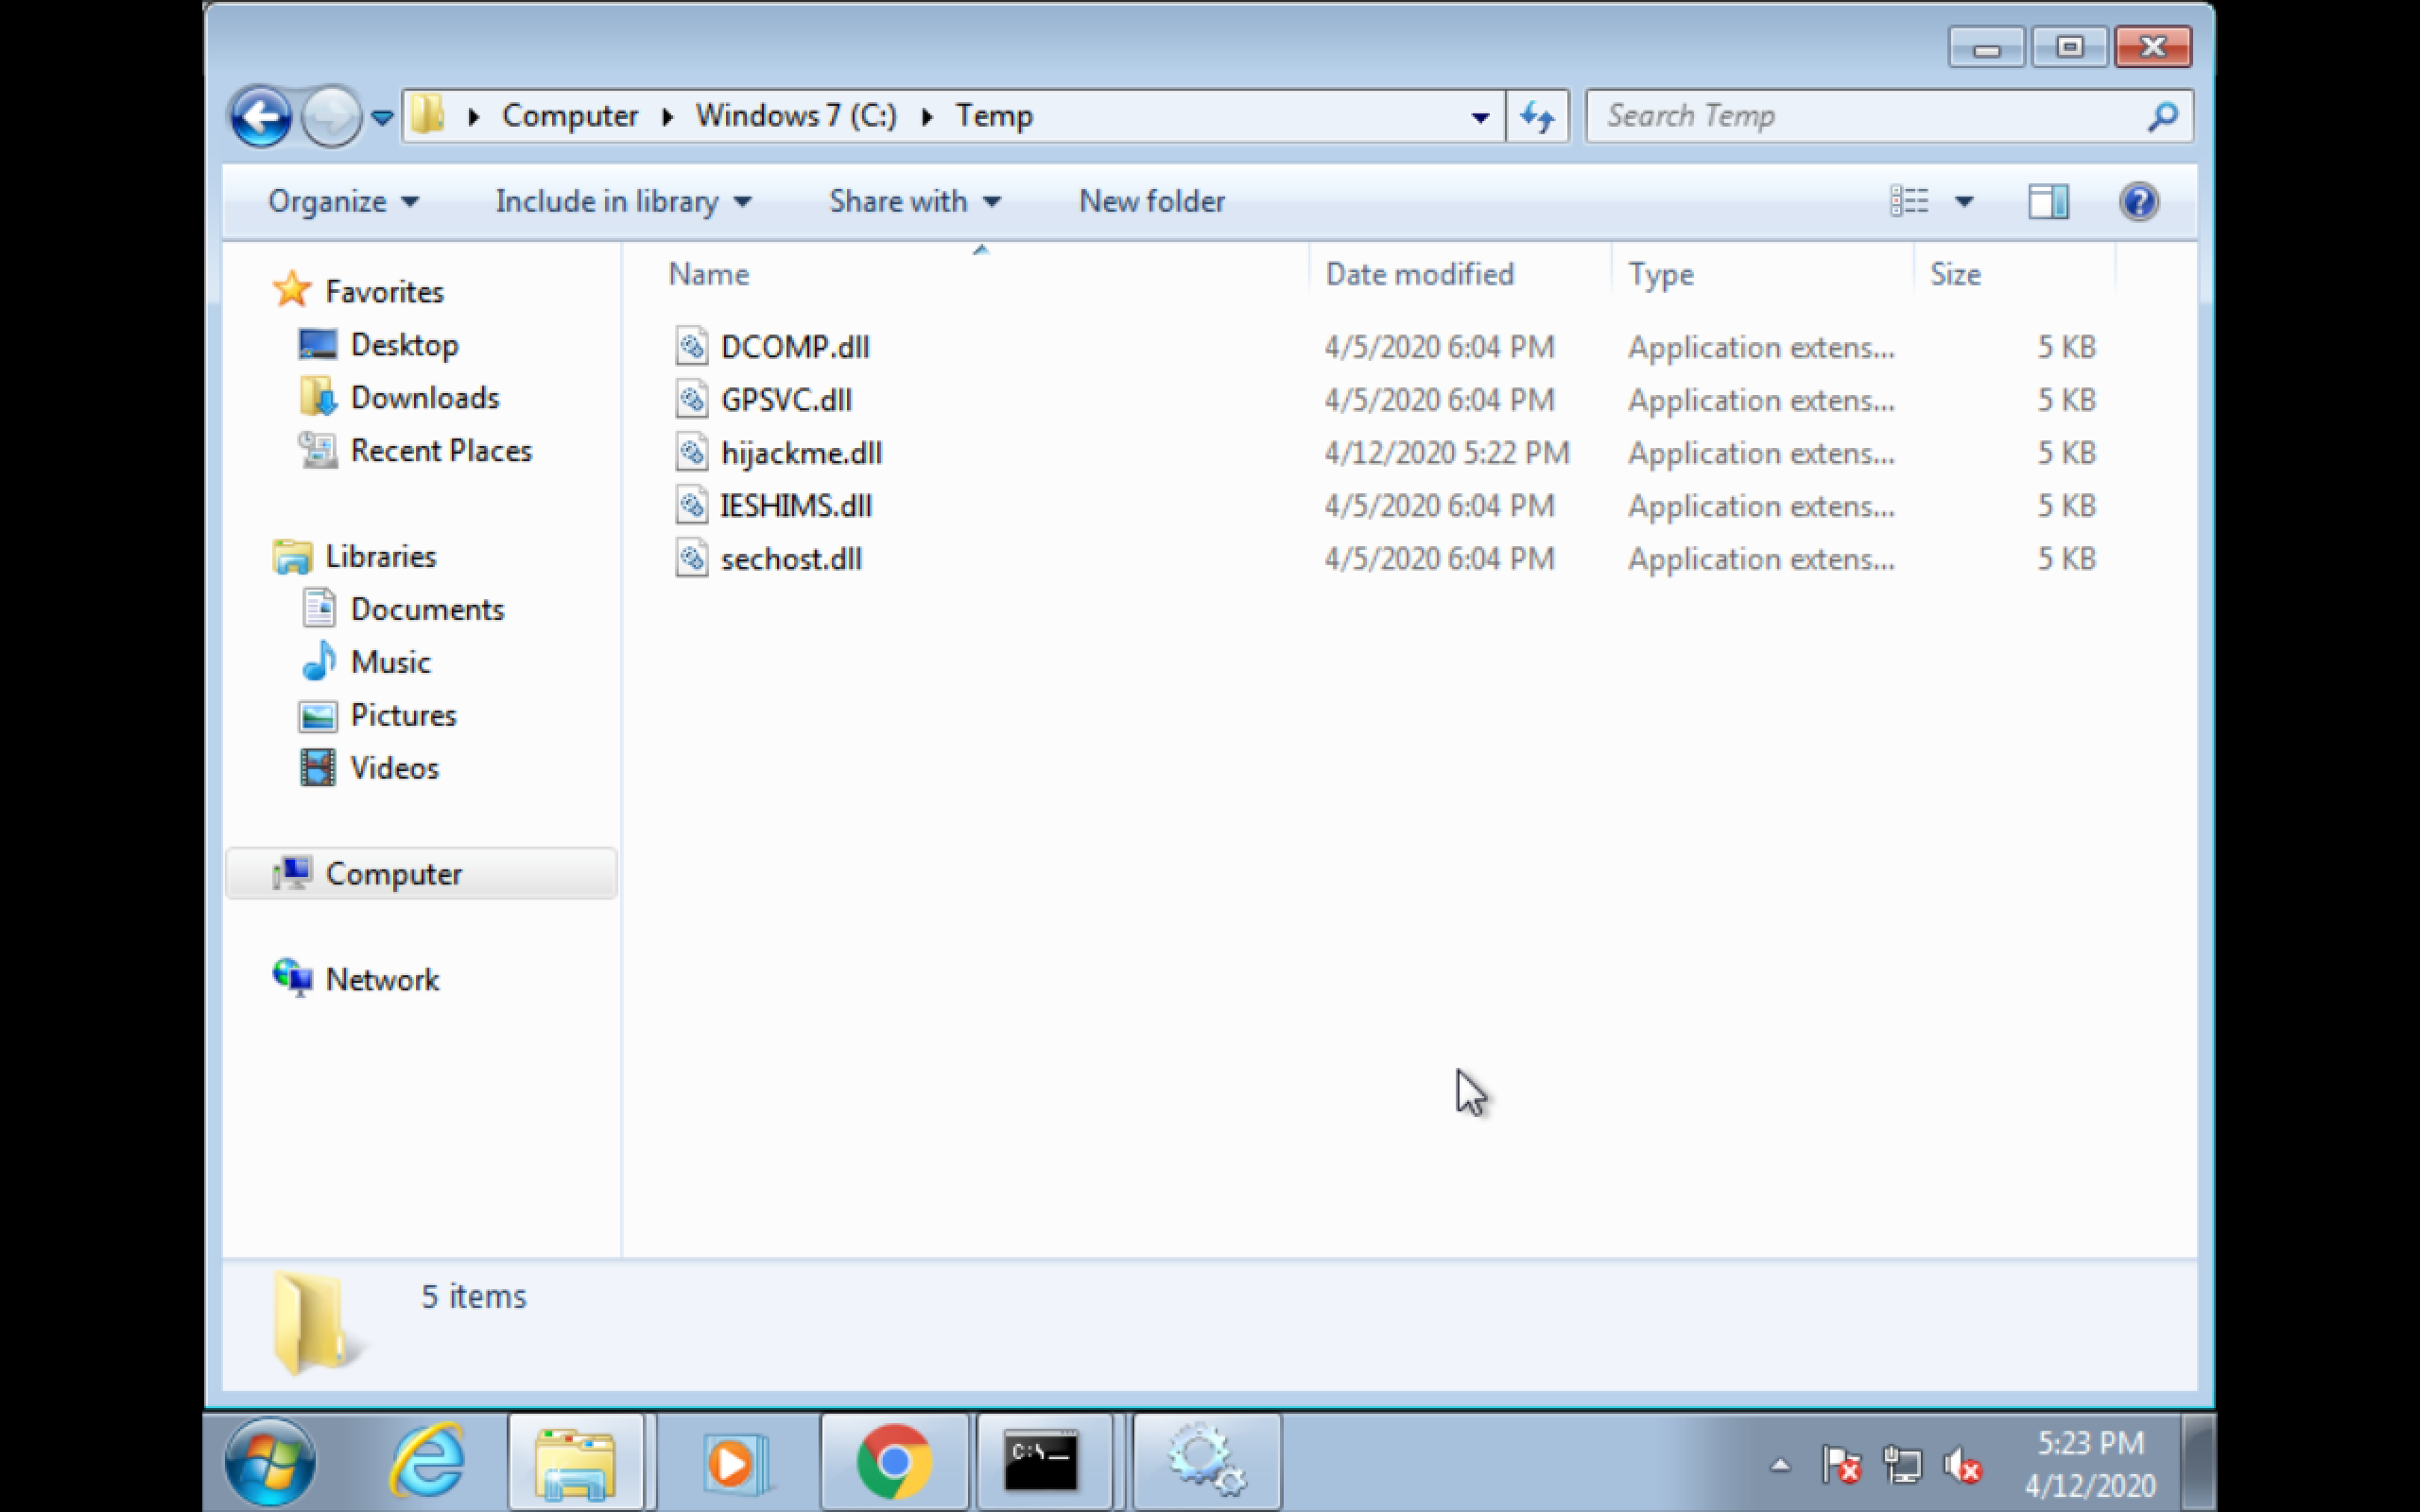 Computer Windows 7 (C:) Temp
Search Temp
Organize Include in library Share with New folder
Name Date modified Type Size
Favorites
Desktop
Downloads
Recent Places
Libraries
Documents
Music
Pictures
Videos
Computer
Network
DCOMP.dll 4/5/2020 6:04 PM Application extens... 5 KB
GPSVC.dll 4/5/2020 6:04 PM Application extens... 5 KB
hijackme.dll 4/12/2020 5:22 PM Application extens... 5 KB
IESHIMS.dll 4/5/2020 6:04 PM Application extens... 5 KB
sechost.dll 4/5/2020 6:04 PM Application extens... 5 KB
5 items
C:\_
5:23 PM
4/12/2020